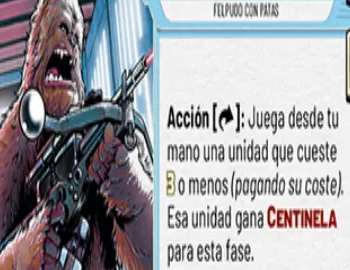 FELPUDO CON PATAS
Acción [↷]: Juega desde tu
mano una unidad que cueste
3 o menos (pagando su coste).
Esa unidad gana CENTINELA
para esta fase.